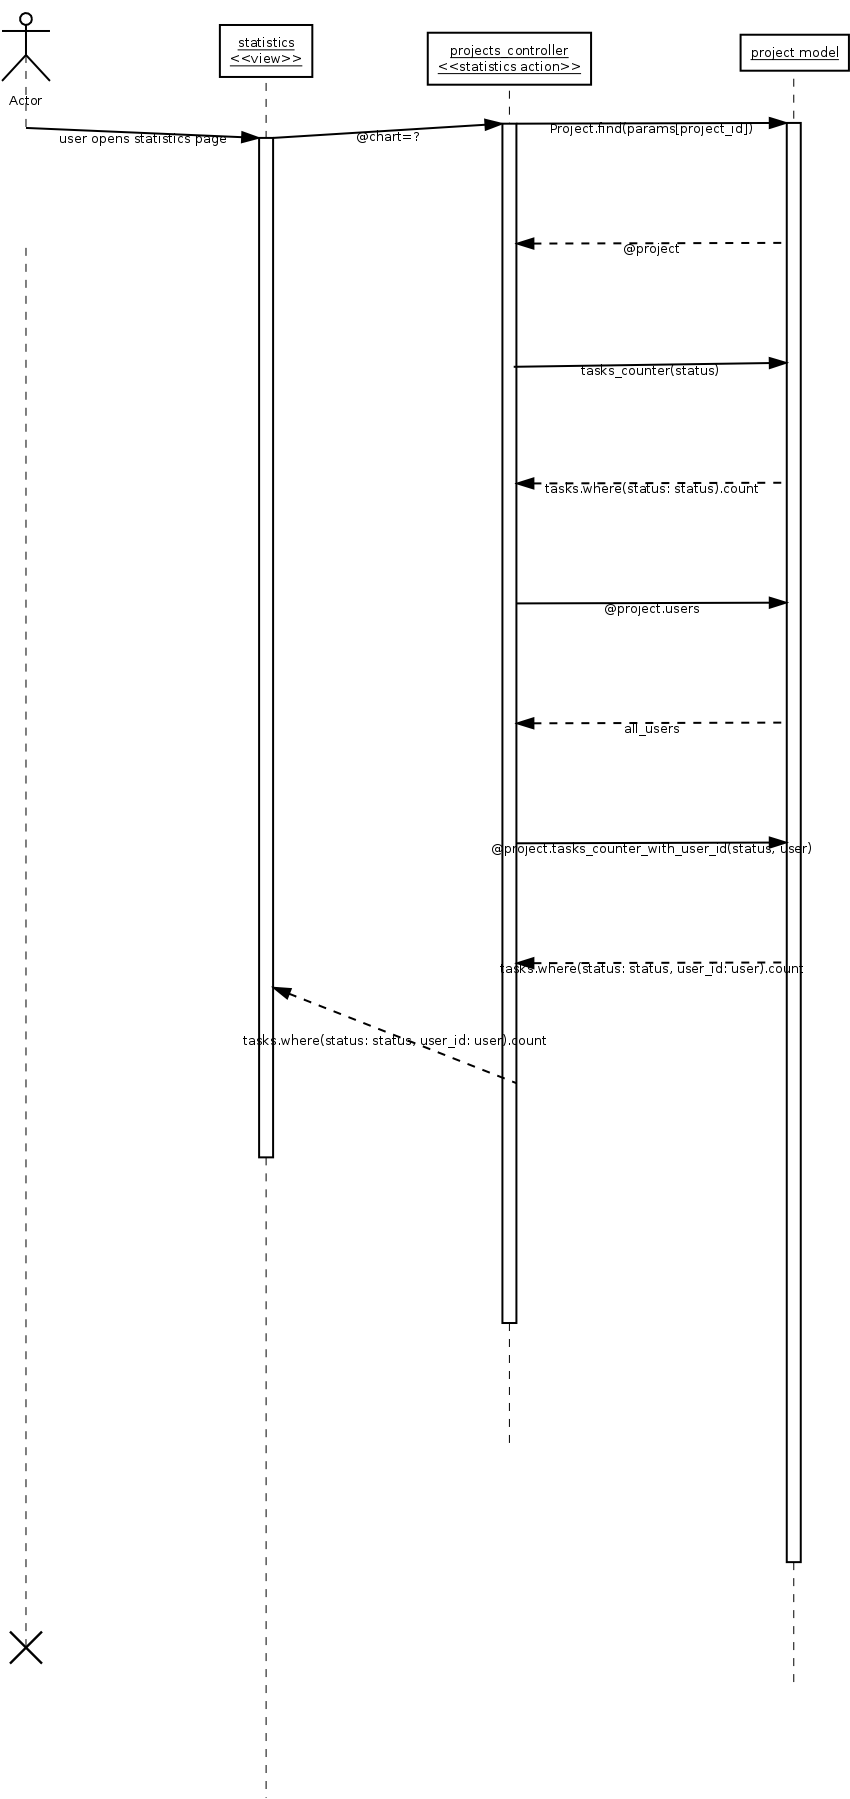 Actor
statistics
<<view>>
projects_controller
<<statistics action>>
project model
user opens statistics page
@chart=?
Project.find(params[project_id])
@project
tasks_counter(status)
tasks.where(status: status).count
@project.users
all_users
@project.tasks_counter_with_user_id(status, user)
tasks.where(status: status, user_id: user).count
tasks.where(status: status, user_id: user).count